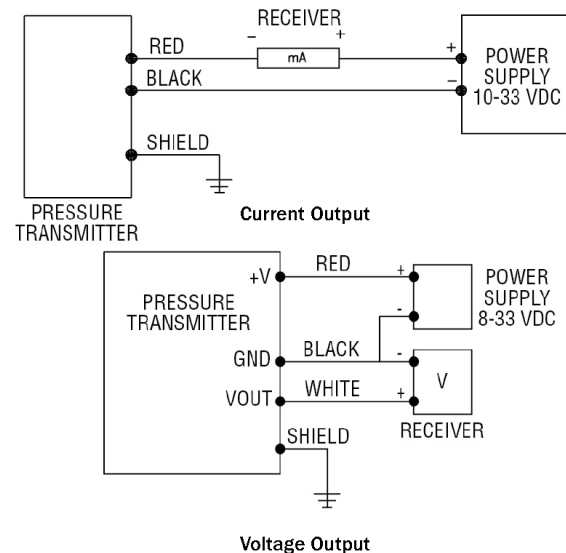 RECEIVER
RED
-
+
mA
+
POWER
SUPPLY
10-33 VDC
BLACK
-
SHIELD
PRESSURE
TRANSMITTER
Current Output
+V
RED
+
POWER
SUPPLY
8-33 VDC
PRESSURE
TRANSMITTER
-
GND
BLACK
-
V
VOUT
WHITE
+
RECEIVER
SHIELD
Voltage Output